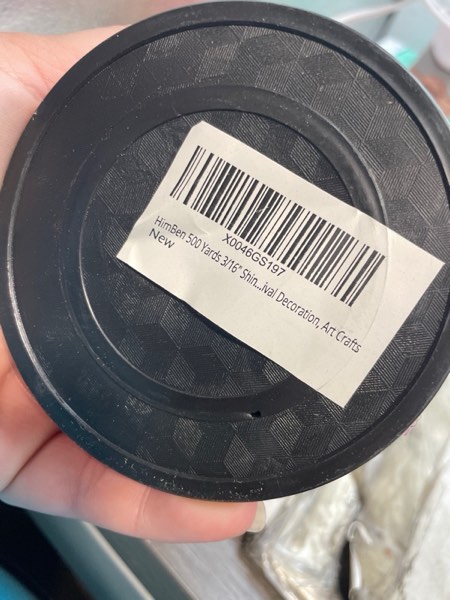 X0046GS197
HimBen 500 Yards 3/16" Shin...ival Decoration, Art Crafts
New